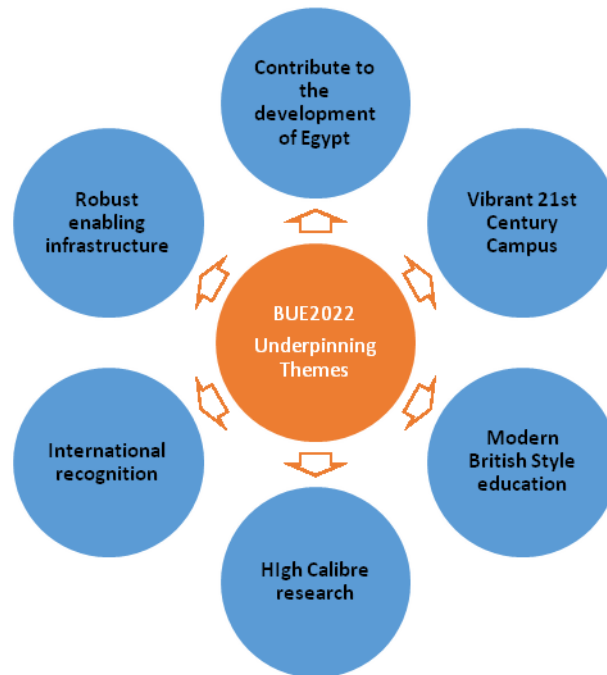 Contribute to
the
development
of Egypt
Robust
enabling
infrastructure
Vibrant 21st
Century
Campus
BUE2022
Underpinning
Themes
International
recognition
Modern
British Style
education
HIgh Calibre
research